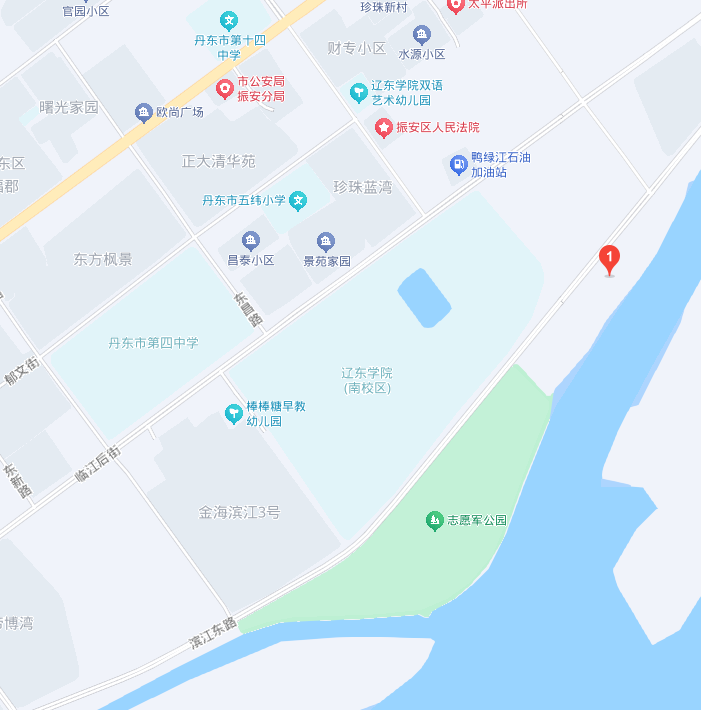 官园小区
珍珠新村
太平派出所
丹东市第十四
中学
财专小区
水源小区
市公安局
振安分局
辽东学院双语
艺术幼儿园
曙光家园
欧尚广场
振安区人民法院
东区
福郡
正大清华苑
鸭绿江石油
加油站
丹东市五纬小学
珍珠蓝湾
东方枫景
昌泰小区
景苑家园
1
东昌路
丹东市第四中学
郁文街
辽东学院
(南校区)
棒棒糖早教
幼儿园
临江后街
东新路
金海滨江3号
志愿军公园
博湾
滨江东路